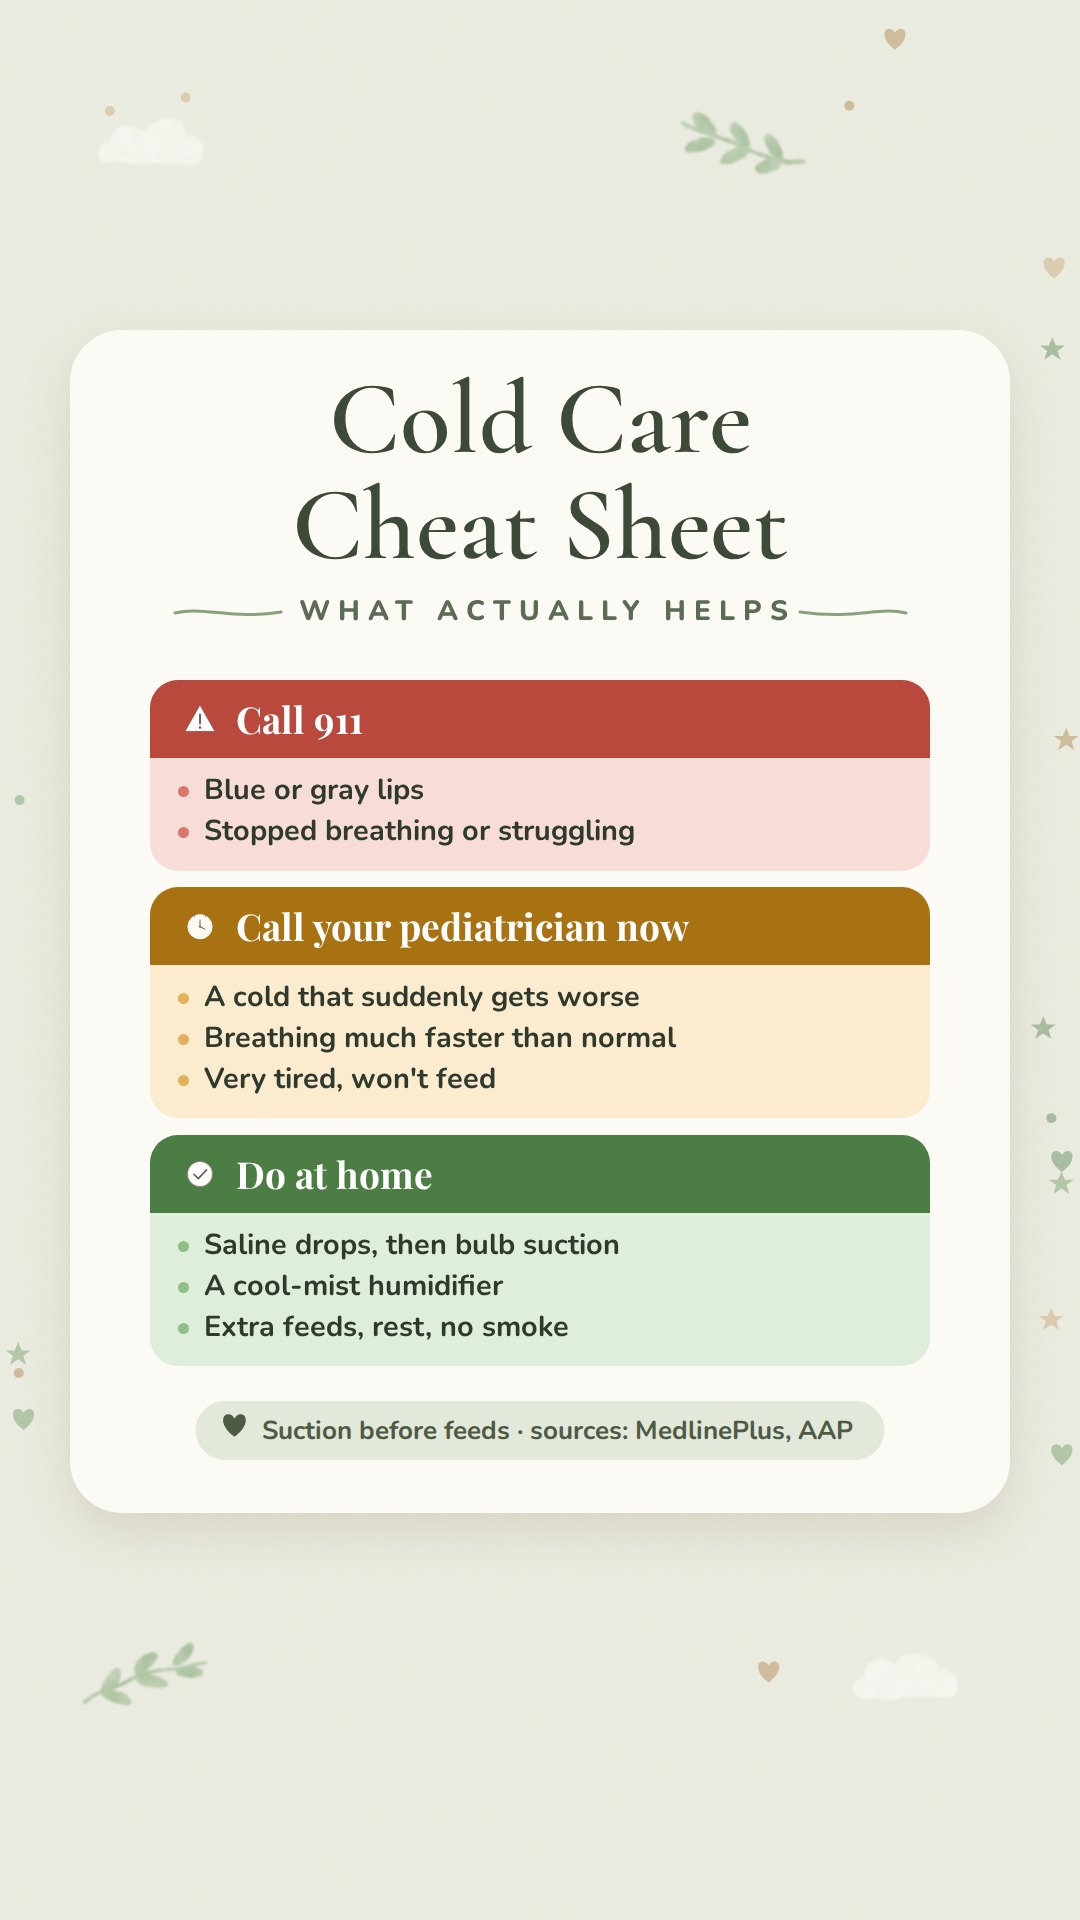 Cold Care
Cheat Sheet
WHAT ACTUALLY HELPS
Call 911
Blue or gray lips
Stopped breathing or struggling
Call your pediatrician now
A cold that suddenly gets worse
Breathing much faster than normal
Very tired, won't feed
Do at home
Saline drops, then bulb suction
A cool-mist humidifier
Extra feeds, rest, no smoke
Suction before feeds · sources: MedlinePlus, AAP